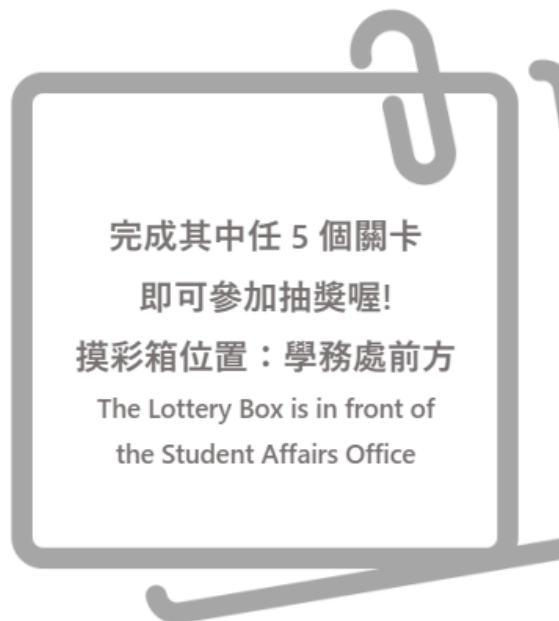 完成其中任 5 個關卡
即可參加抽獎喔!
摸彩箱位置：學務處前方
The Lottery Box is in front of
the Student Affairs Office